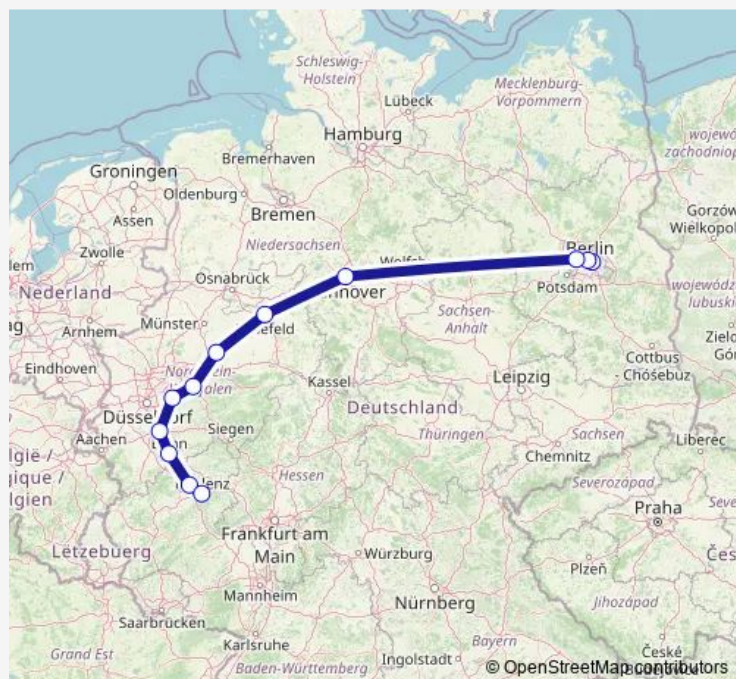 Schleswig-
Holstein
Mecklenburg-
Vorpommern
Lübeck
Hamburg
Bremerhaven
Groningen
Oldenburg
Assen
Bremen
Zwolle
Niedersachsen
Berlin
Gorzów
Wielkopolski
Nederland
Osnabrück
Potsdam
Arnhem
Münster
Sachsen-
Anhalt
Cottbus
- Chóśebuz
Eindhoven
Kassel
Leipzig
Düsseldorf
Deutschland
Aachen
Siegen
Thüringen
Sachsen
Liberec
Chemnitz
Hessen
Severozápad
Praha
Lëtzebuerg
Frankfurt am
Main
Würzburg
Plzeň
Mannheim
Nürnberg
Jihozápad
Saarbrücken
Karlsruhe
Bayern
České
Grand Est
Baden-Württemberg
Ingolstadt
© OpenStreetMap contributors